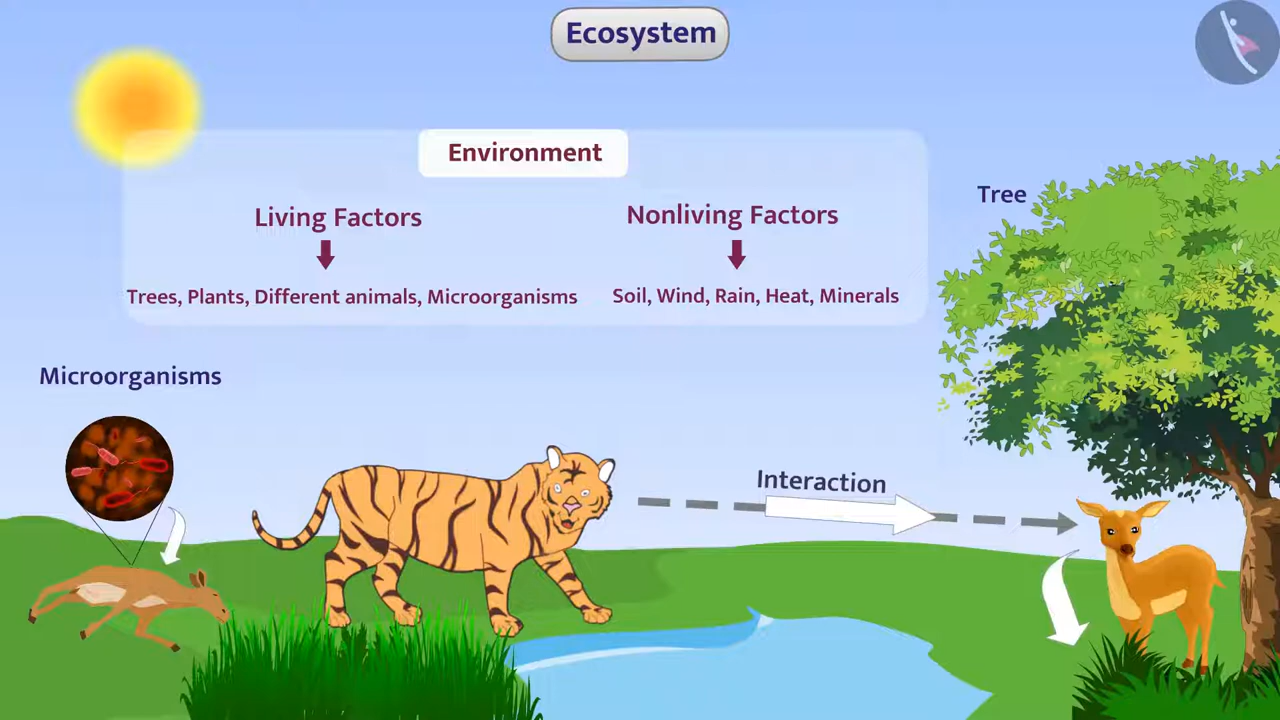 Ecosystem
Environment
Living Factors
Nonliving Factors
Trees, Plants, Different animals, Microorganisms
Soil, Wind, Rain, Heat, Minerals
Tree
Microorganisms
Interaction